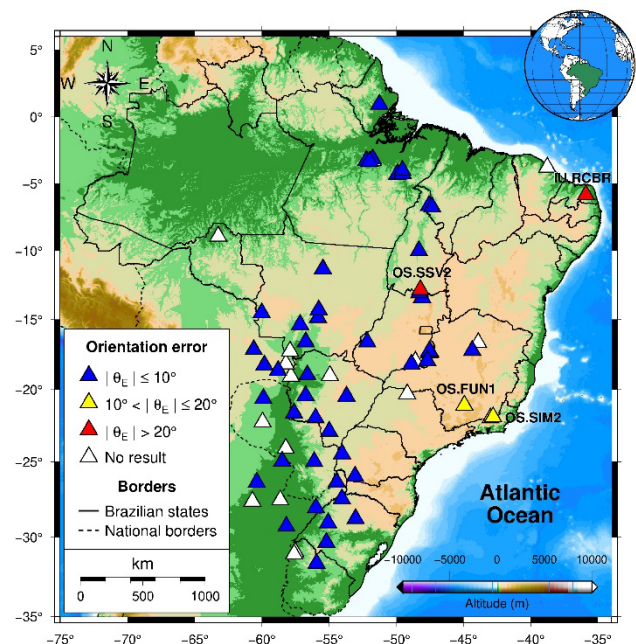 5°
0°
−5°
−10°
−15°
−20°
−25°
−30°
−35°
N
W
E
S
IU.RCBR
OS.SSV2
OS.FUN1
OS.SIM2
Orientation error
| θE | ≤ 10°
10° < | θE | ≤ 20°
| θE | > 20°
No result
Borders
Brazilian states
National borders
km
0 500 1000
Atlantic
Ocean
−10000 −5000 0 5000 10000
Altitude (m)
−75° −70° −65° −60° −55° −50° −45° −40° −35°